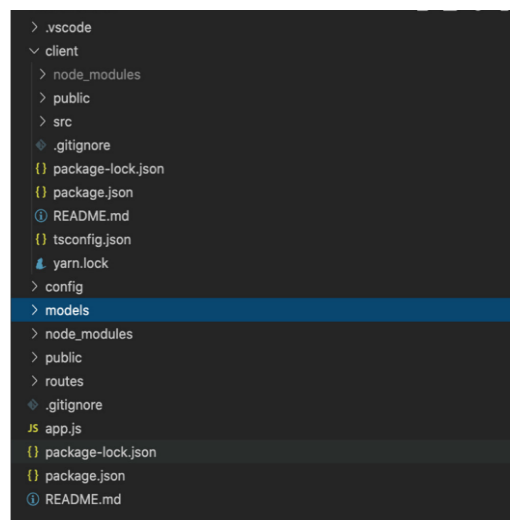 .vscode
client
node_modules
public
src
.gitignore
{} package-lock.json
{} package.json
README.md
{} tsconfig.json
yarn.lock
config
models
node_modules
public
routes
.gitignore
JS app.js
{} package-lock.json
{} package.json
README.md